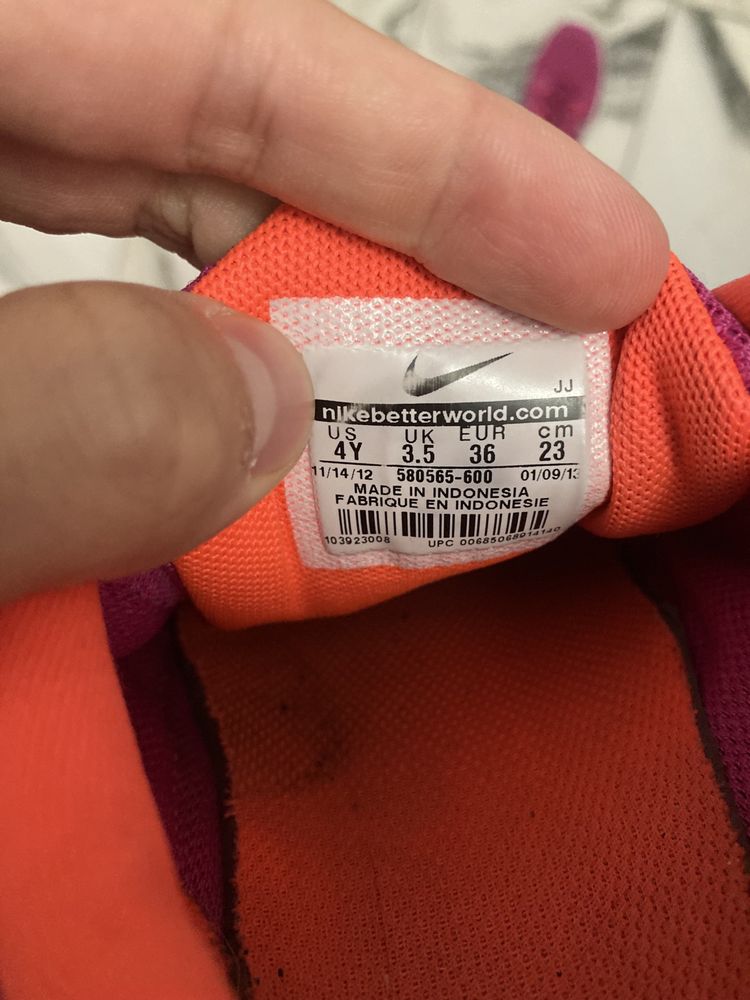 JJ
nikebetterworld.com
US UK EUR cm
4Y 3.5 36 23
11/14/12 580565-600 01/09/13
MADE IN INDONESIA
FABRIQUE EN INDONESIE
103923008 UPC 00685068914140